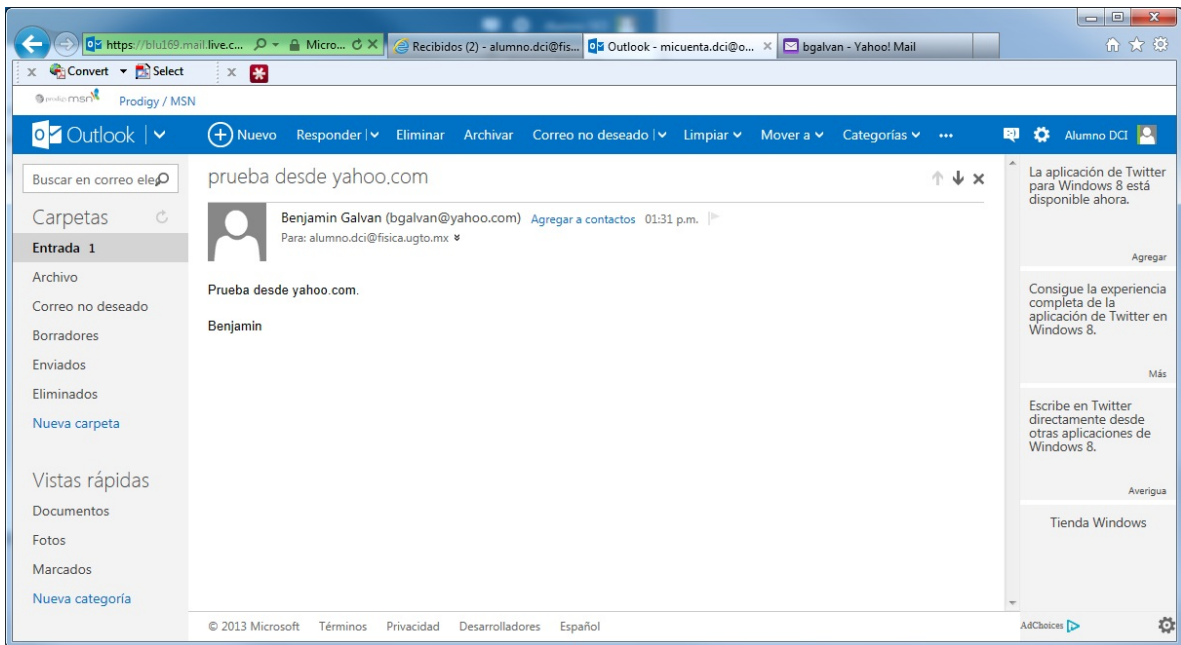 https://blu169.mail.live.c... Micro... Recibidos (2) - alumno.dci@fis... Outlook - micuenta.dci@o... bgalvan - Yahoo! Mail
Convert Select
prodigy msn Prodigy / MSN
Outlook Nuevo Responder Eliminar Archivar Correo no deseado Limpiar Mover a Categorías ... Alumno DCI
Buscar en correo ele
Carpetas
Entrada 1
Archivo
Correo no deseado
Borradores
Enviados
Eliminados
Nueva carpeta
Vistas rápidas
Documentos
Fotos
Marcados
Nueva categoría
prueba desde yahoo.com
Benjamin Galvan (bgalvan@yahoo.com) Agregar a contactos 01:31 p.m.
Para: alumno.dci@fisica.ugto.mx
Prueba desde yahoo.com.
Benjamin
La aplicación de Twitter
para Windows 8 está
disponible ahora.
Agregar
Consigue la experiencia
completa de la
aplicación de Twitter en
Windows 8.
Más
Escribe en Twitter
directamente desde
otras aplicaciones de
Windows 8.
Averigua
Tienda Windows
© 2013 Microsoft Términos Privacidad Desarrolladores Español
AdChoices